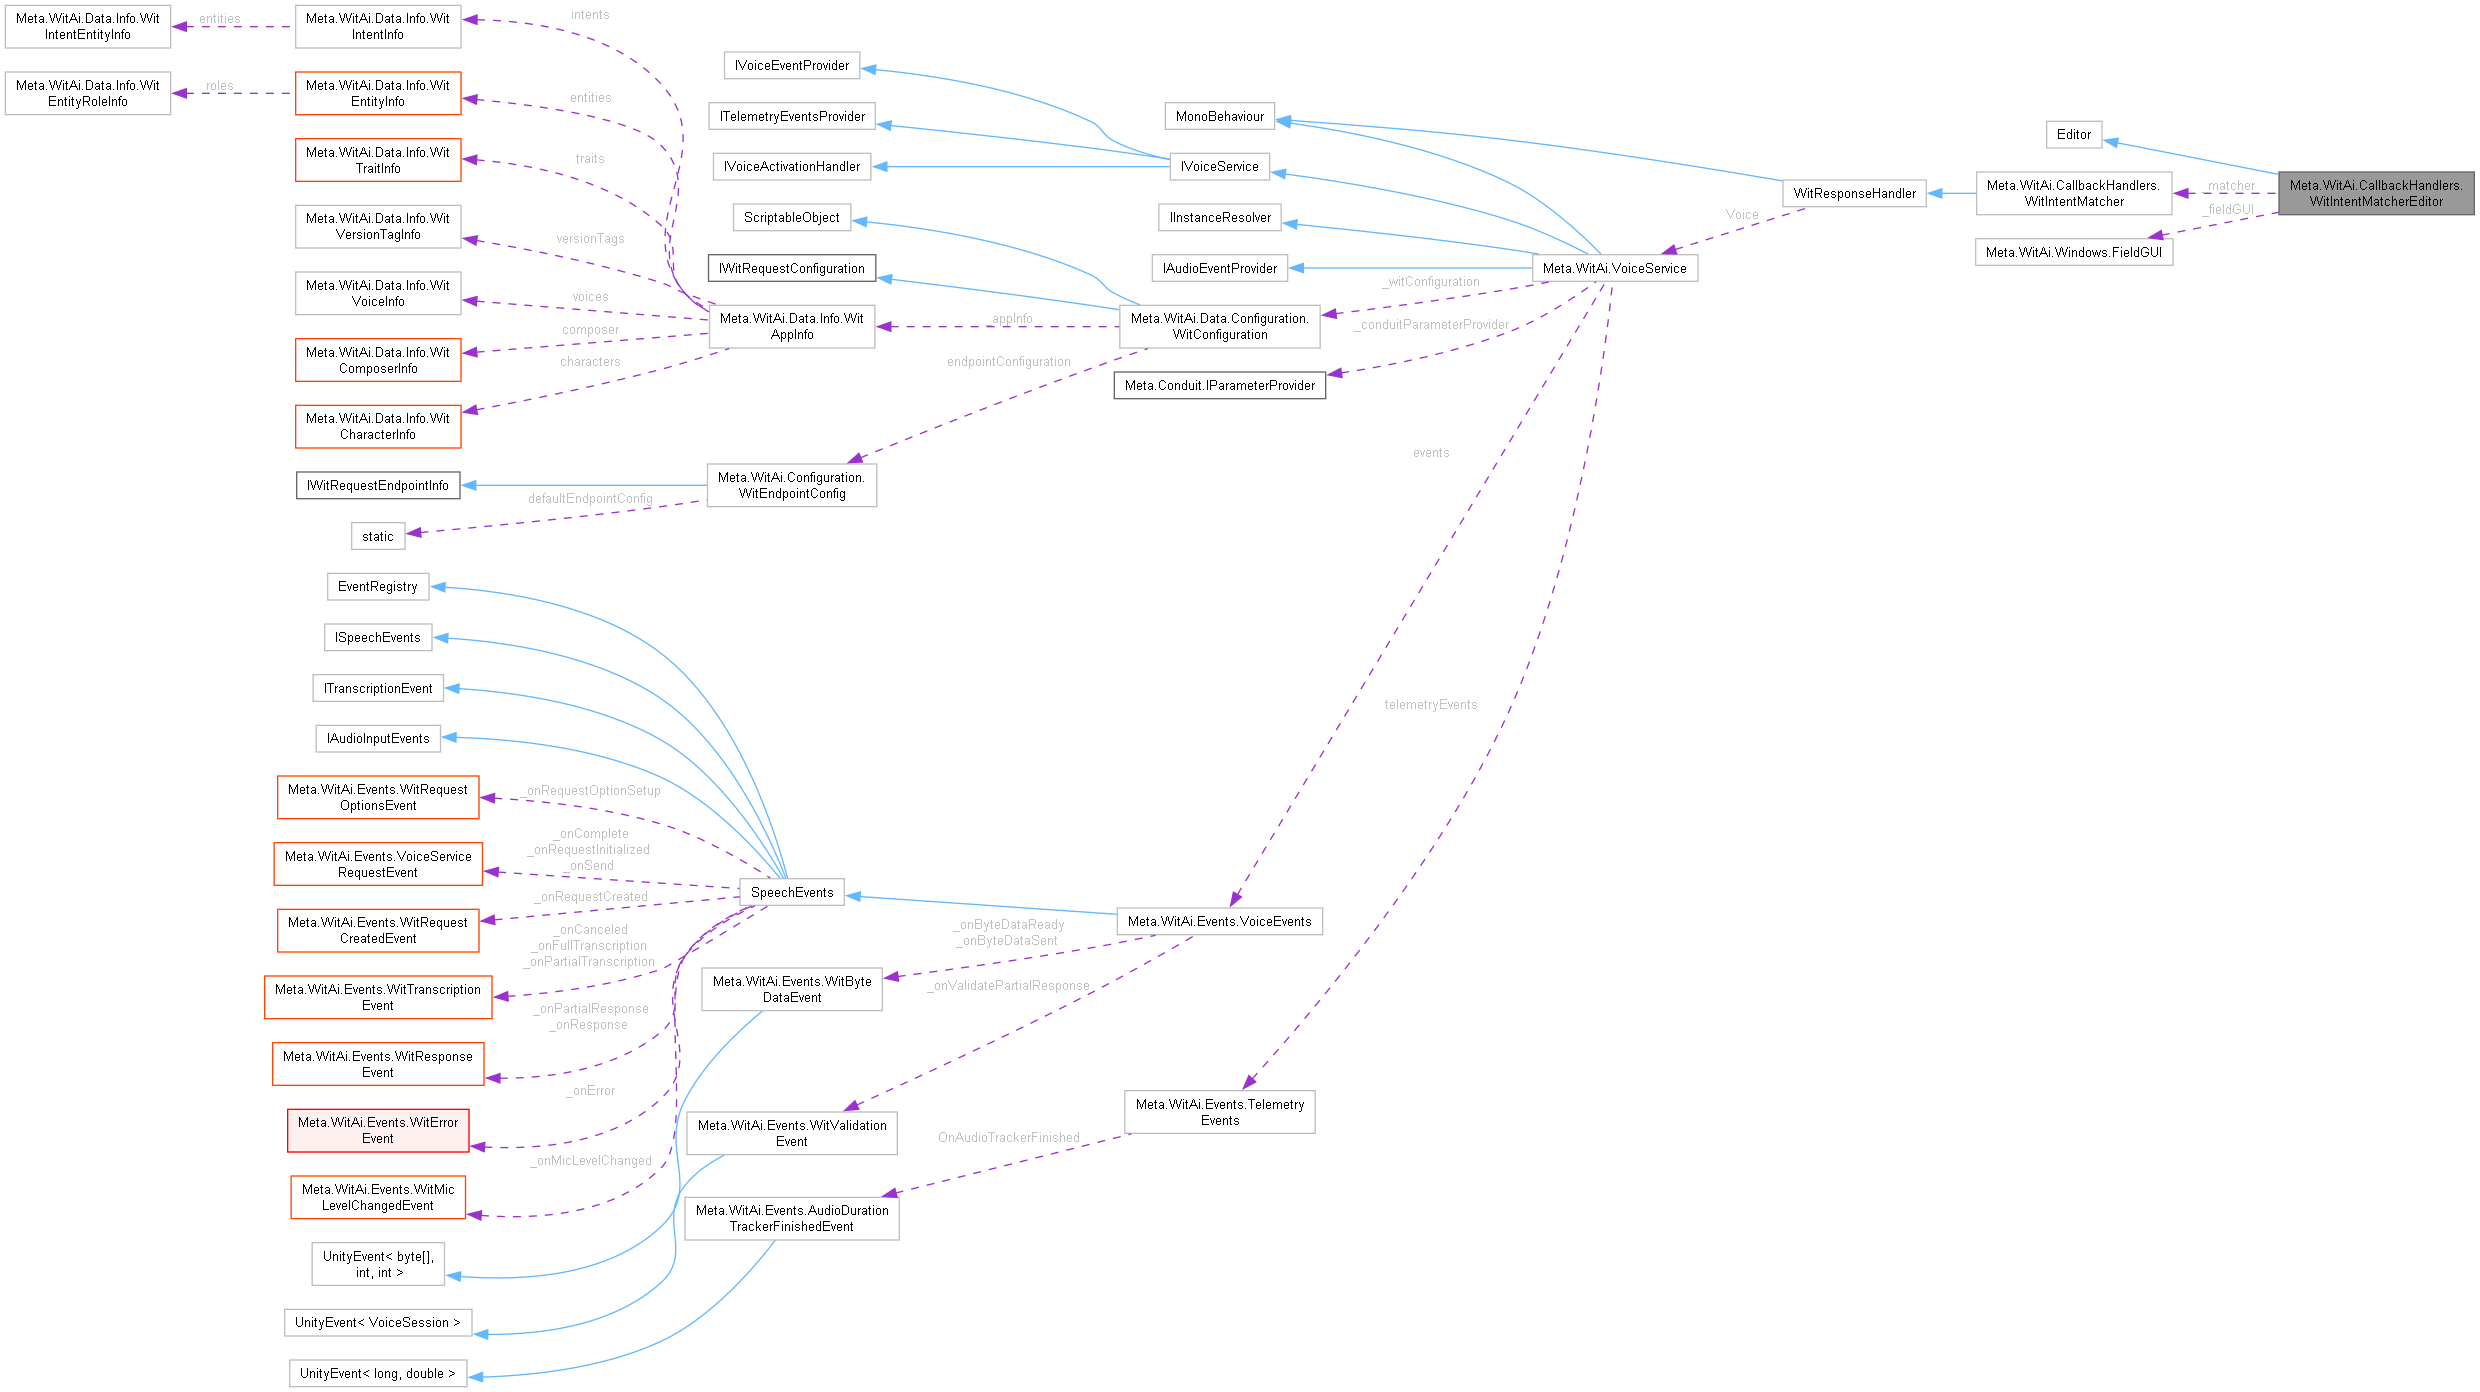 Meta.WitAi.Data.Info.Wit
IntentEntityInfo
entities
Meta.WitAi.Data.Info.Wit
IntentInfo
intents
Meta.WitAi.Data.Info.Wit
EntityRoleInfo
roles
Meta.WitAi.Data.Info.Wit
EntityInfo
entities
Meta.WitAi.Data.Info.Wit
TraitInfo
traits
Meta.WitAi.Data.Info.Wit
VersionTagInfo
versionTags
Meta.WitAi.Data.Info.Wit
VoiceInfo
voices
Meta.WitAi.Data.Info.Wit
ComposerInfo
composer
Meta.WitAi.Data.Info.Wit
CharacterInfo
characters
IWitRequestEndpointInfo
defaultEndpointConfig
static
IVoiceEventProvider
ITelemetryEventsProvider
IVoiceActivationHandler
ScriptableObject
IWitRequestConfiguration
Meta.WitAi.Data.Info.Wit
AppInfo
appInfo
endpointConfiguration
Meta.WitAi.Configuration.
WitEndpointConfig
MonoBehaviour
IVoiceService
IInstanceResolver
IAudioEventProvider
Meta.WitAi.Data.Configuration.
WitConfiguration
Meta.Conduit.IParameterProvider
_witConfiguration
_conduitParameterProvider
Meta.WitAi.VoiceService
Voice
WitResponseHandler
Editor
Meta.WitAi.CallbackHandlers.
WitIntentMatcher
_matcher
_fieldGUI
Meta.WitAi.Windows.FieldGUI
Meta.WitAi.CallbackHandlers.
WitIntentMatcherEditor
events
telemetryEvents
EventRegistry
ISpeechEvents
ITranscriptionEvent
IAudioInputEvents
Meta.WitAi.Events.WitRequest
OptionsEvent
_onRequestOptionSetup
Meta.WitAi.Events.VoiceService
RequestEvent
_onComplete
_onRequestInitialized
_onSend
Meta.WitAi.Events.WitRequest
CreatedEvent
_onRequestCreated
Meta.WitAi.Events.WitTranscription
Event
_onCanceled
_onFullTranscription
_onPartialTranscription
Meta.WitAi.Events.WitResponse
Event
_onPartialResponse
_onResponse
Meta.WitAi.Events.WitError
Event
_onError
Meta.WitAi.Events.WitMic
LevelChangedEvent
_onMicLevelChanged
UnityEvent< byte[],
int, int >
UnityEvent< VoiceSession >
UnityEvent< long, double >
SpeechEvents
Meta.WitAi.Events.VoiceEvents
_onByteDataReady
_onByteDataSent
_onValidatePartialResponse
Meta.WitAi.Events.WitByte
DataEvent
Meta.WitAi.Events.WitValidation
Event
Meta.WitAi.Events.Telemetry
Events
OnAudioTrackerFinished
Meta.WitAi.Events.AudioDuration
TrackerFinishedEvent